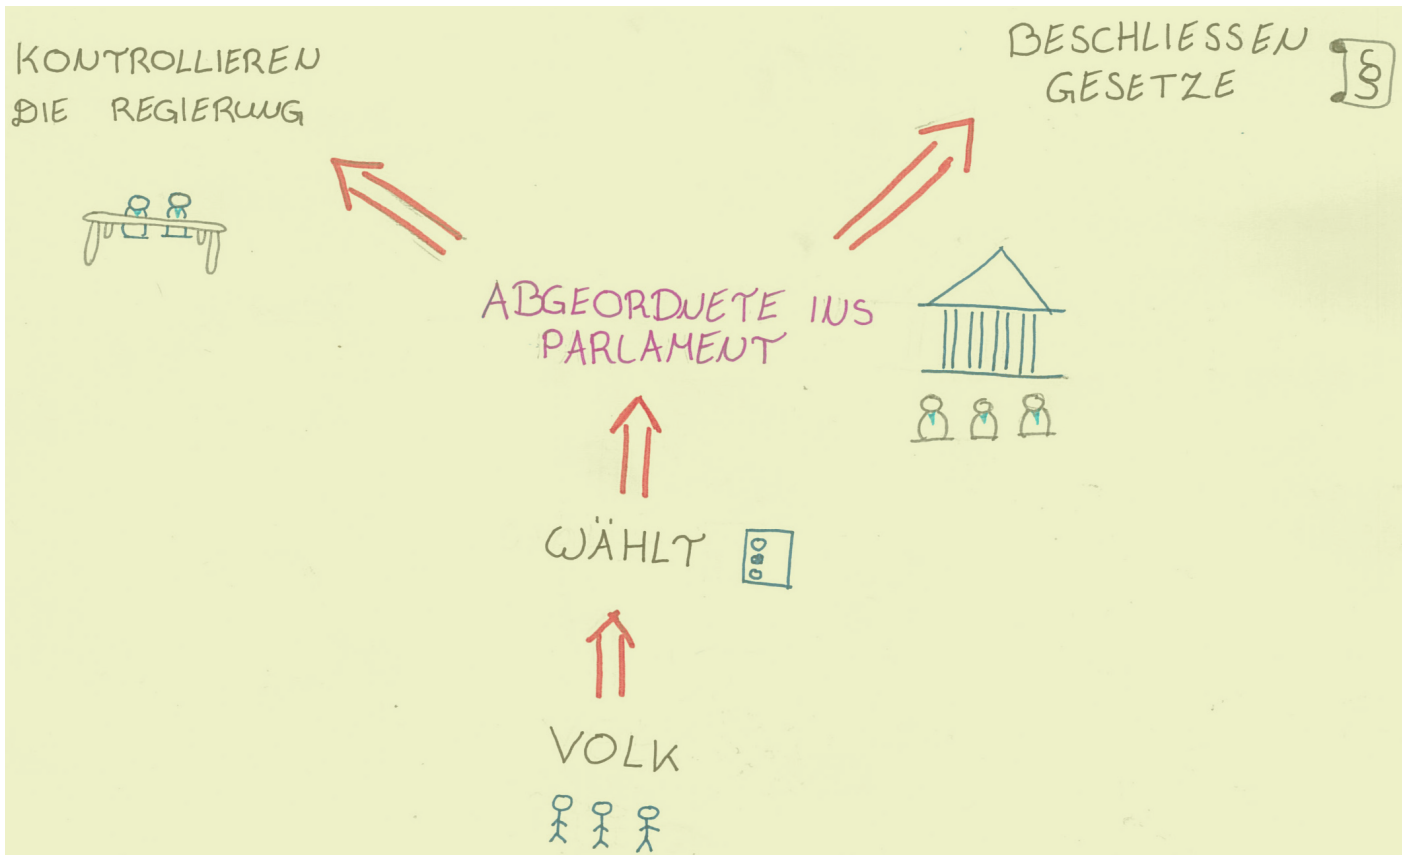 KONTROLLIEREN
DIE REGIERUNG
BESCHLIESSEN
GESETZE
§
ABGEORDNETE INS
PARLAMENT
WÄHLT
VOLK